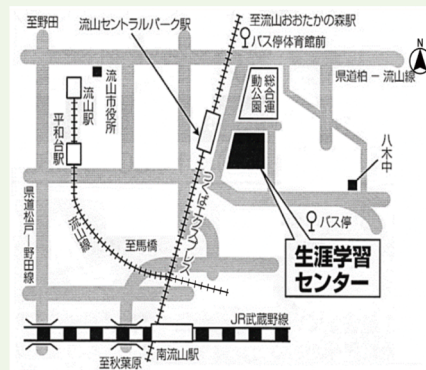 至野田
至流山おおたかの森駅
バス停体育館前
N
流山セントラルパーク駅
総合運動公園
県道柏－流山線
流山市役所
流山駅
平和台駅
八木中
つくばエクスプレス
県道松戸―野田線
流山線
至馬橋
バス停
生涯学習
センター
JR武蔵野線
南流山駅
至秋葉原